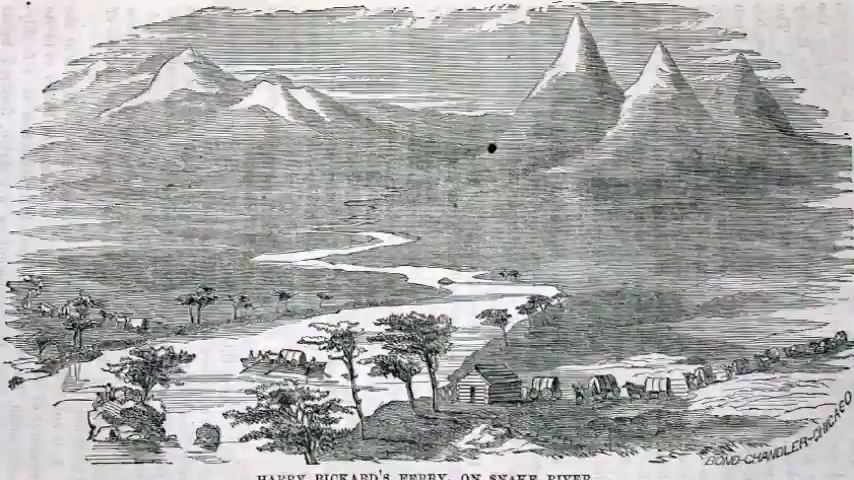 BOND-CHANDLER-CHICAGO
HARRY RICKARD'S FERRY, ON SNAKE RIVER.